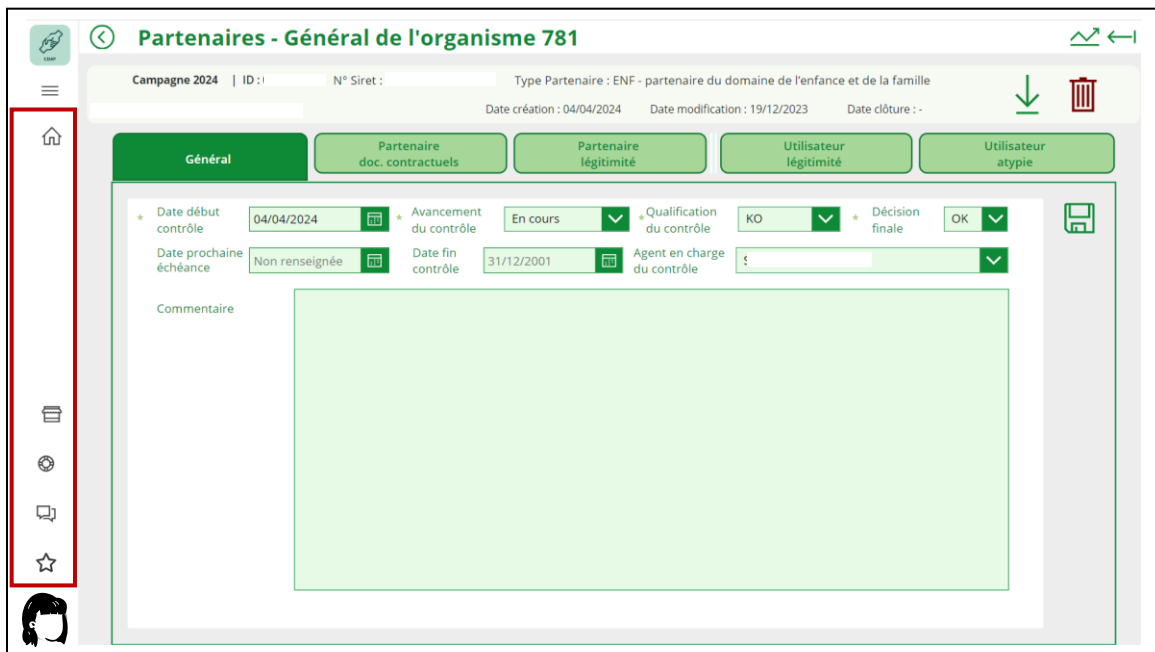 Partenaires - Général de l'organisme 781
Campagne 2024 | ID : N° Siret : Type Partenaire : ENF - partenaire du domaine de l'enfance et de la famille
Date création : 04/04/2024 Date modification : 19/12/2023 Date clôture : -
Général
Partenaire
doc. contractuels
Partenaire
légitimité
Utilisateur
légitimité
Utilisateur
atypie
* Date début
contrôle
04/04/2024
* Avancement
du contrôle
En cours
* Qualification
du contrôle
KO
* Décision
finale
OK
Date prochaine
échéance
Non renseignée
Date fin
contrôle
31/12/2001
Agent en charge
du contrôle
Commentaire